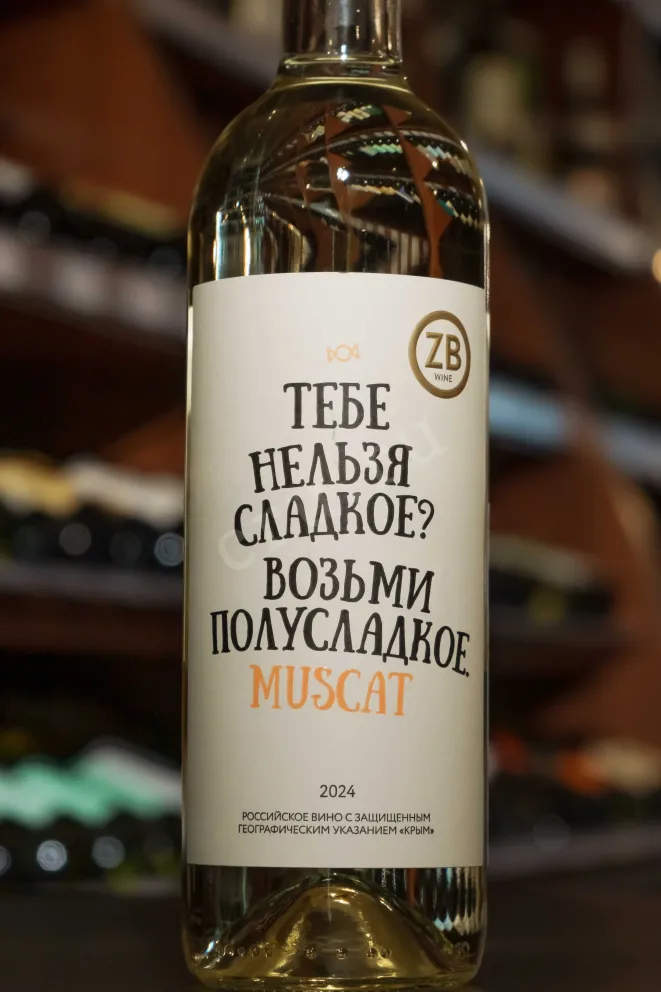 ZB
WINE
ТЕБЕ
НЕЛЬЗЯ
СЛАДКОЕ?
ВОЗЬМИ
ПОЛУСЛАДКОЕ.
MUSCAT
2024
РОССИЙСКОЕ ВИНО С ЗАЩИЩЕННЫМ
ГЕОГРАФИЧЕСКИМ УКАЗАНИЕМ «КРЫМ»